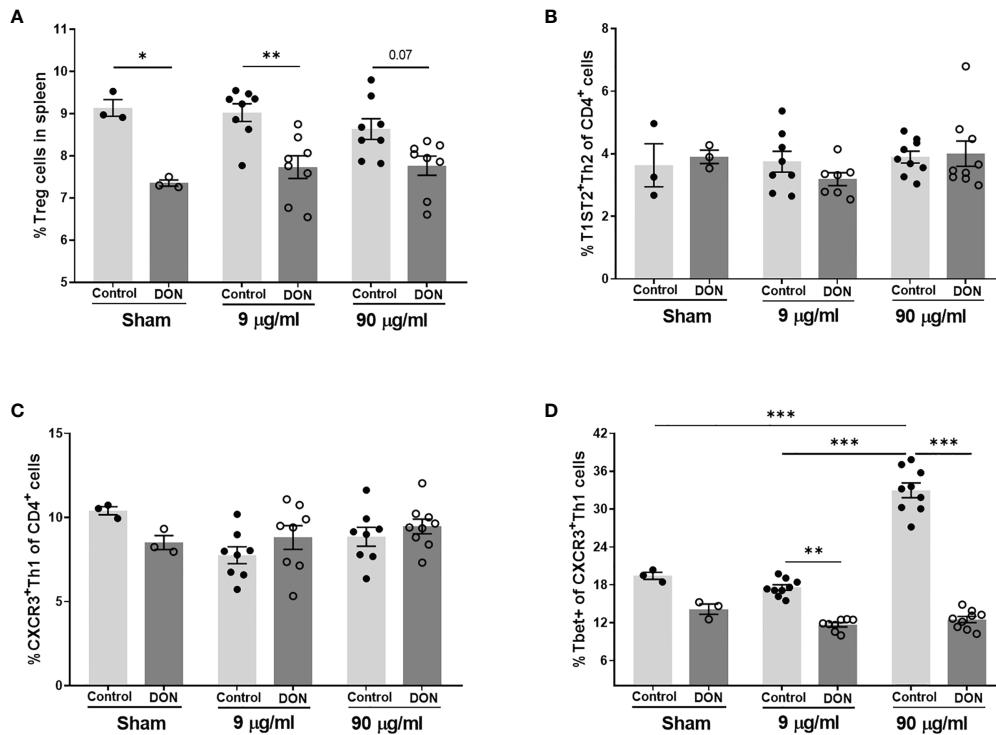 A
% Treg cells in spleen
11
10
9
8
7
6
5
*
**
0.07
Control DON Control DON Control DON
Sham 9 μg/ml 90 μg/ml
B
% T1ST2⁺Th2 of CD4⁺ cells
8
6
4
2
0
Control DON Control DON Control DON
Sham 9 μg/ml 90 μg/ml
C
% CXCR3⁺Th1 of CD4⁺ cells
15
10
5
0
Control DON Control DON Control DON
Sham 9 μg/ml 90 μg/ml
D
% Tbet+ of CXCR3⁺Th1 cells
42
36
30
24
18
12
6
***
*** ***
**
Control DON Control DON Control DON
Sham 9 μg/ml 90 μg/ml